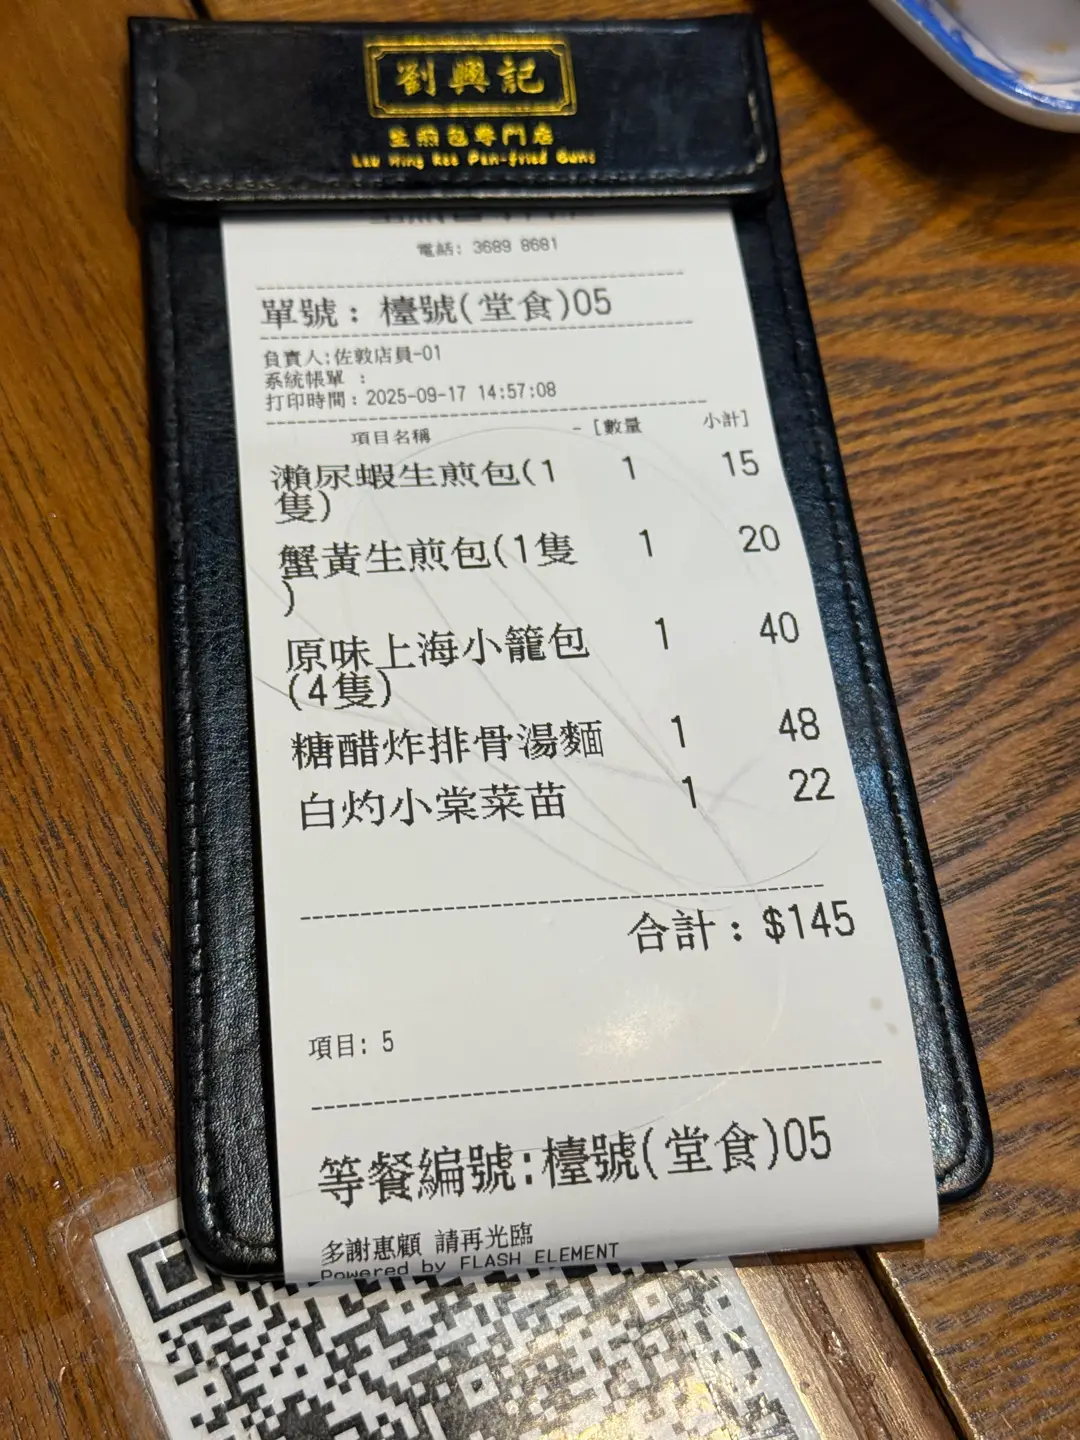 劉興記
生煎包專門店
Lau Hing Kee Pan-fried Buns
電話: 3689 8681
單號: 檯號(堂食)05
負責人:佐敦店員-01
系統帳單 :
打印時間: 2025-09-17 14:57:08
項目名稱 - [數量 小計]
瀨尿蝦生煎包(1 1 15
隻)
蟹黃生煎包(1隻 1 20
)
原味上海小籠包 1 40
(4隻)
糖醋炸排骨湯麵 1 48
白灼小棠菜苗 1 22
合計: $145
項目: 5
等餐編號:檯號(堂食)05
多謝惠顧 請再光臨
Powered by FLASH ELEMENT